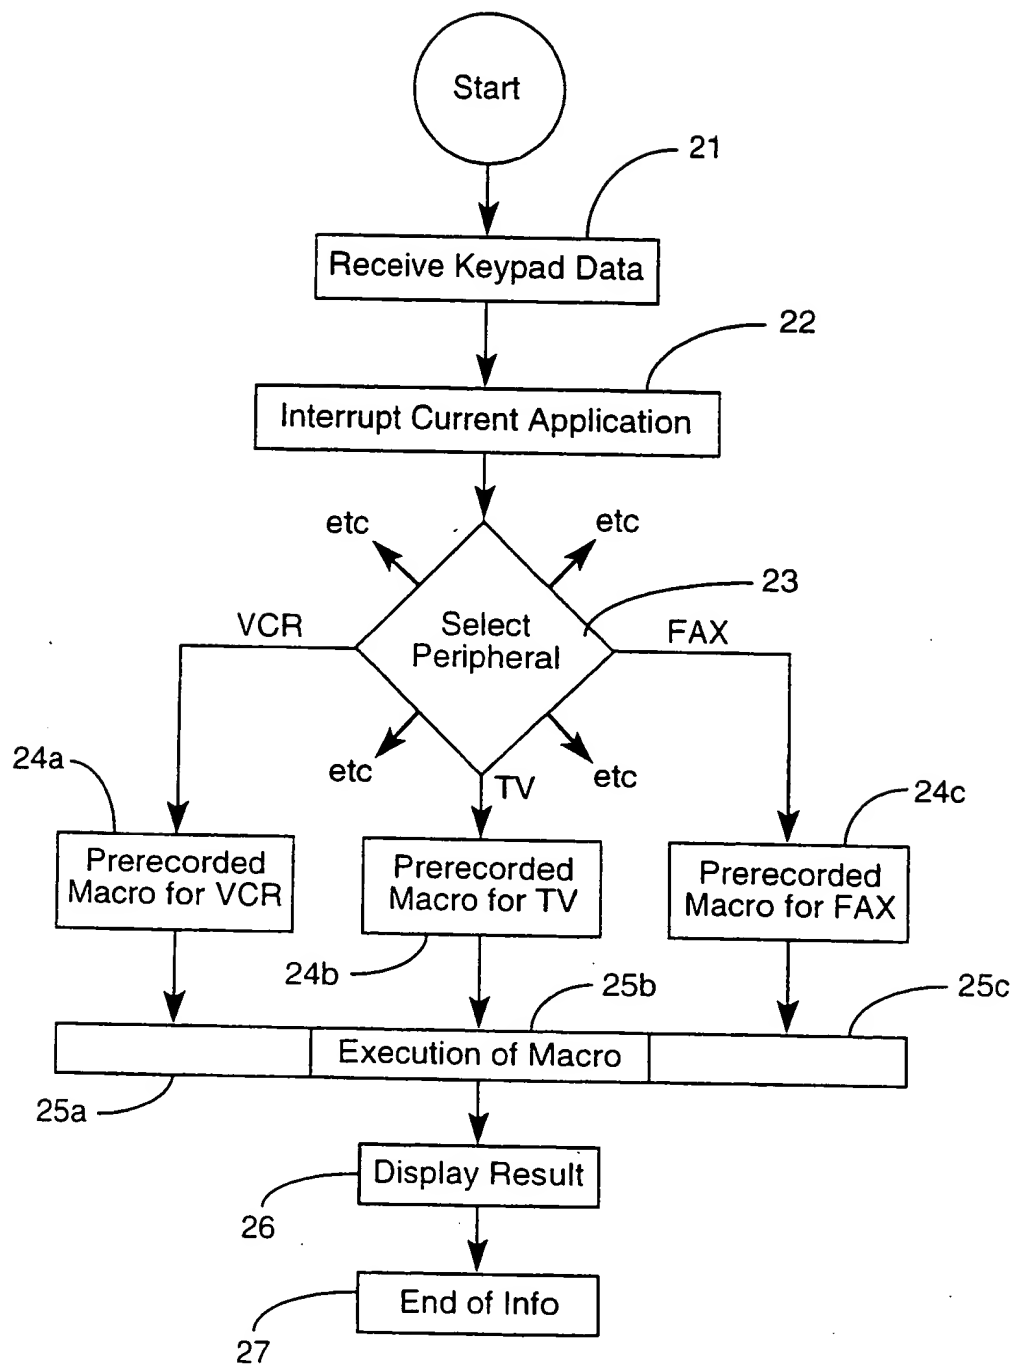 Start
21
Receive Keypad Data
22
Interrupt Current Application
etc
etc
23
VCR
Select
Peripheral
FAX
24a
etc
TV
etc
24c
Prerecorded
Macro for VCR
Prerecorded
Macro for TV
Prerecorded
Macro for FAX
24b
25b
25c
Execution of Macro
25a
Display Result
26
End of Info
27